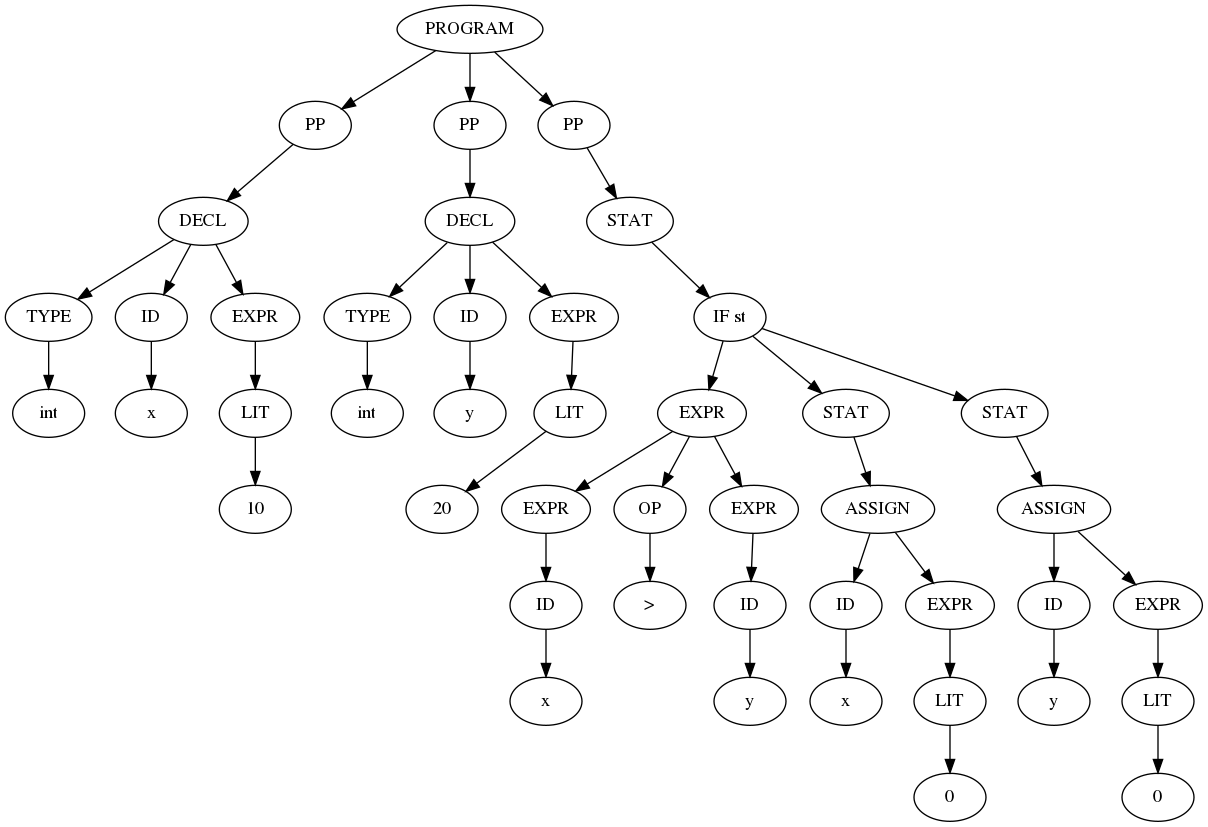 PROGRAM
PP PP PP
DECL DECL STAT
TYPE ID EXPR TYPE ID EXPR IF st
int x LIT int y LIT EXPR STAT STAT
10 20 EXPR OP EXPR ASSIGN ASSIGN
ID > ID ID EXPR ID EXPR
x y x LIT y LIT
0 0